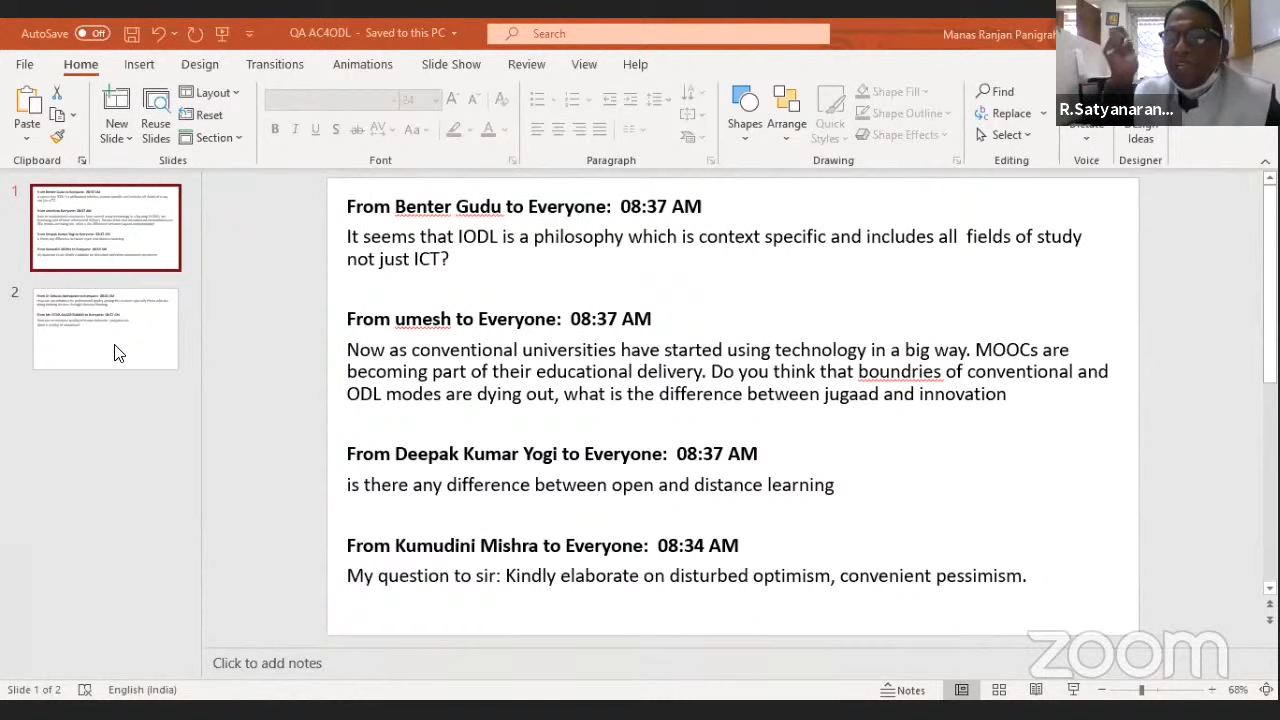 AutoSave Off QA AC4ODL - Saved to this PC Search Manas Ranjan Panigrah
File Home Insert Design Transitions Animations Slide Show Review View Help
R.Satyanaran...
Paste New Slide Reuse Slides Layout Reset Section 24 Shapes Arrange Quick Styles Shape Fill Shape Outline Shape Effects Find Replace Select Dictate Design Ideas
Clipboard Slides Font Paragraph Drawing Editing Voice Designer
1
2
From Benter Gudu to Everyone: 08:37 AM
It seems that IODL is a philosophy which is context specific and includes all fields of study
not just ICT?
From umesh to Everyone: 08:37 AM
Now as conventional universities have started using technology in a big way. MOOCs are
becoming part of their educational delivery. Do you think that boundries of conventional and
ODL modes are dying out, what is the difference between jugaad and innovation
From Deepak Kumar Yogi to Everyone: 08:37 AM
is there any difference between open and distance learning
From Kumudini Mishra to Everyone: 08:34 AM
My question to sir: Kindly elaborate on disturbed optimism, convenient pessimism.
Click to add notes
zoom
Slide 1 of 2 English (India) Notes 68%